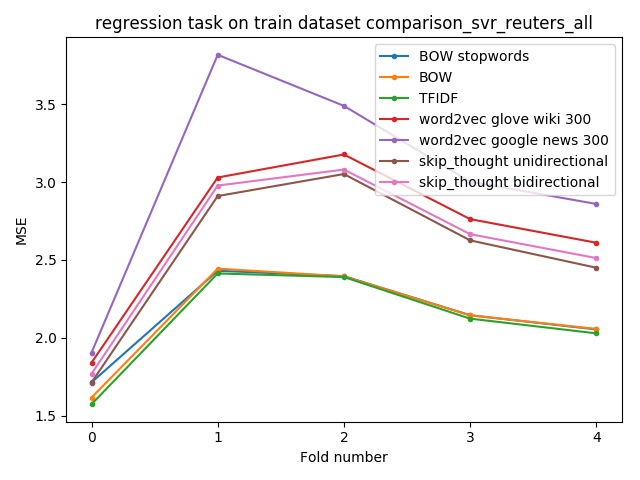 regression task on train dataset comparison_svr_reuters_all
BOW stopwords
BOW
TFIDF
word2vec glove wiki 300
word2vec google news 300
skip_thought unidirectional
skip_thought bidirectional
MSE
3.5
3.0
2.5
2.0
1.5
0 1 2 3 4
Fold number